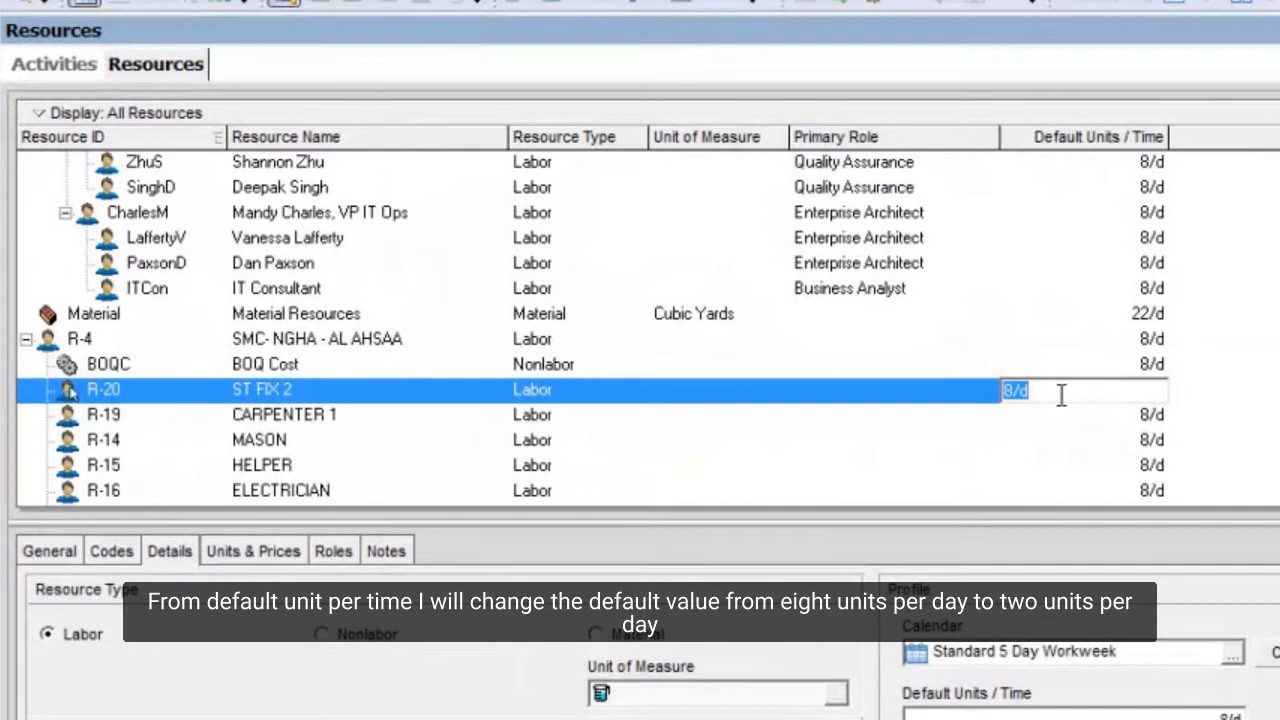 Resources
Activities Resources
Display: All Resources
Resource ID Resource Name Resource Type Unit of Measure Primary Role Default Units / Time
ZhuS Shannon Zhu Labor Quality Assurance 8/d
SinghD Deepak Singh Labor Quality Assurance 8/d
CharlesM Mandy Charles, VP IT Ops Labor Enterprise Architect 8/d
LaffertyV Vanessa Lafferty Labor Enterprise Architect 8/d
PaxsonD Dan Paxson Labor Enterprise Architect 8/d
ITCon IT Consultant Labor Business Analyst 8/d
Material Material Resources Material Cubic Yards 22/d
R-4 SMC- NGHA - AL AHSAA Labor 8/d
BOQC BOQ Cost Nonlabor 8/d
R-20 ST FIX 2 Labor 8/d
R-19 CARPENTER 1 Labor 8/d
R-14 MASON Labor 8/d
R-15 HELPER Labor 8/d
R-16 ELECTRICIAN Labor 8/d
General Codes Details Units & Prices Roles Notes
Resource Type Profile
From default unit per time I will change the default value from eight units per day to two units per
day
Calendar
Labor Nonlabor Material
Standard 5 Day Workweek ...
Unit of Measure
Default Units / Time
8/d